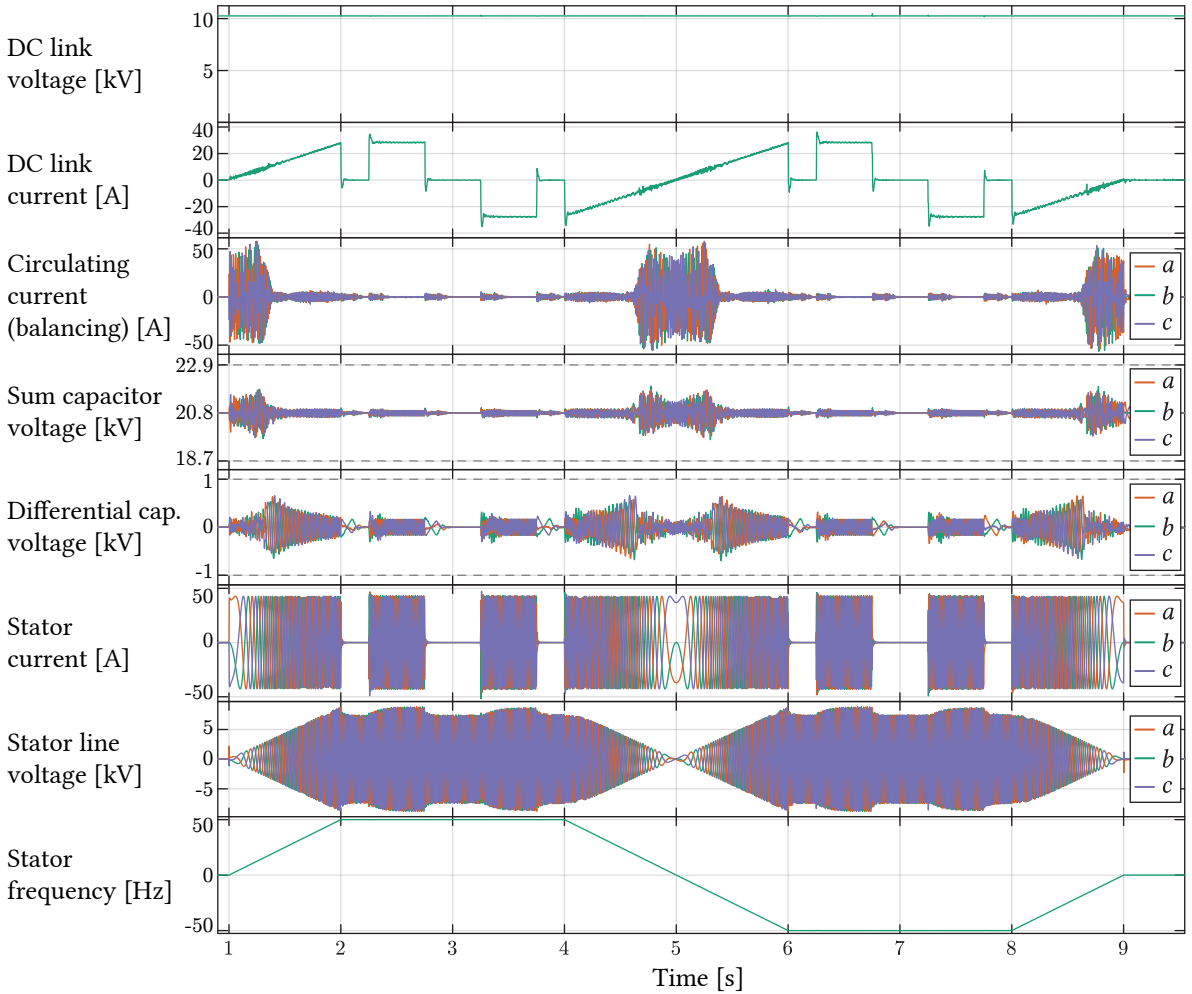 DC link
voltage [kV]
10
5
DC link
current [A]
40
20
0
-20
-40
Circulating
current
(balancing) [A]
50
0
-50
a
b
c
Sum capacitor
voltage [kV]
22.9
20.8
18.7
a
b
c
Differential cap.
voltage [kV]
1
0
-1
a
b
c
Stator
current [A]
50
0
-50
a
b
c
Stator line
voltage [kV]
5
0
-5
a
b
c
Stator
frequency [Hz]
50
0
-50
1 2 3 4 5 6 7 8 9
Time [s]